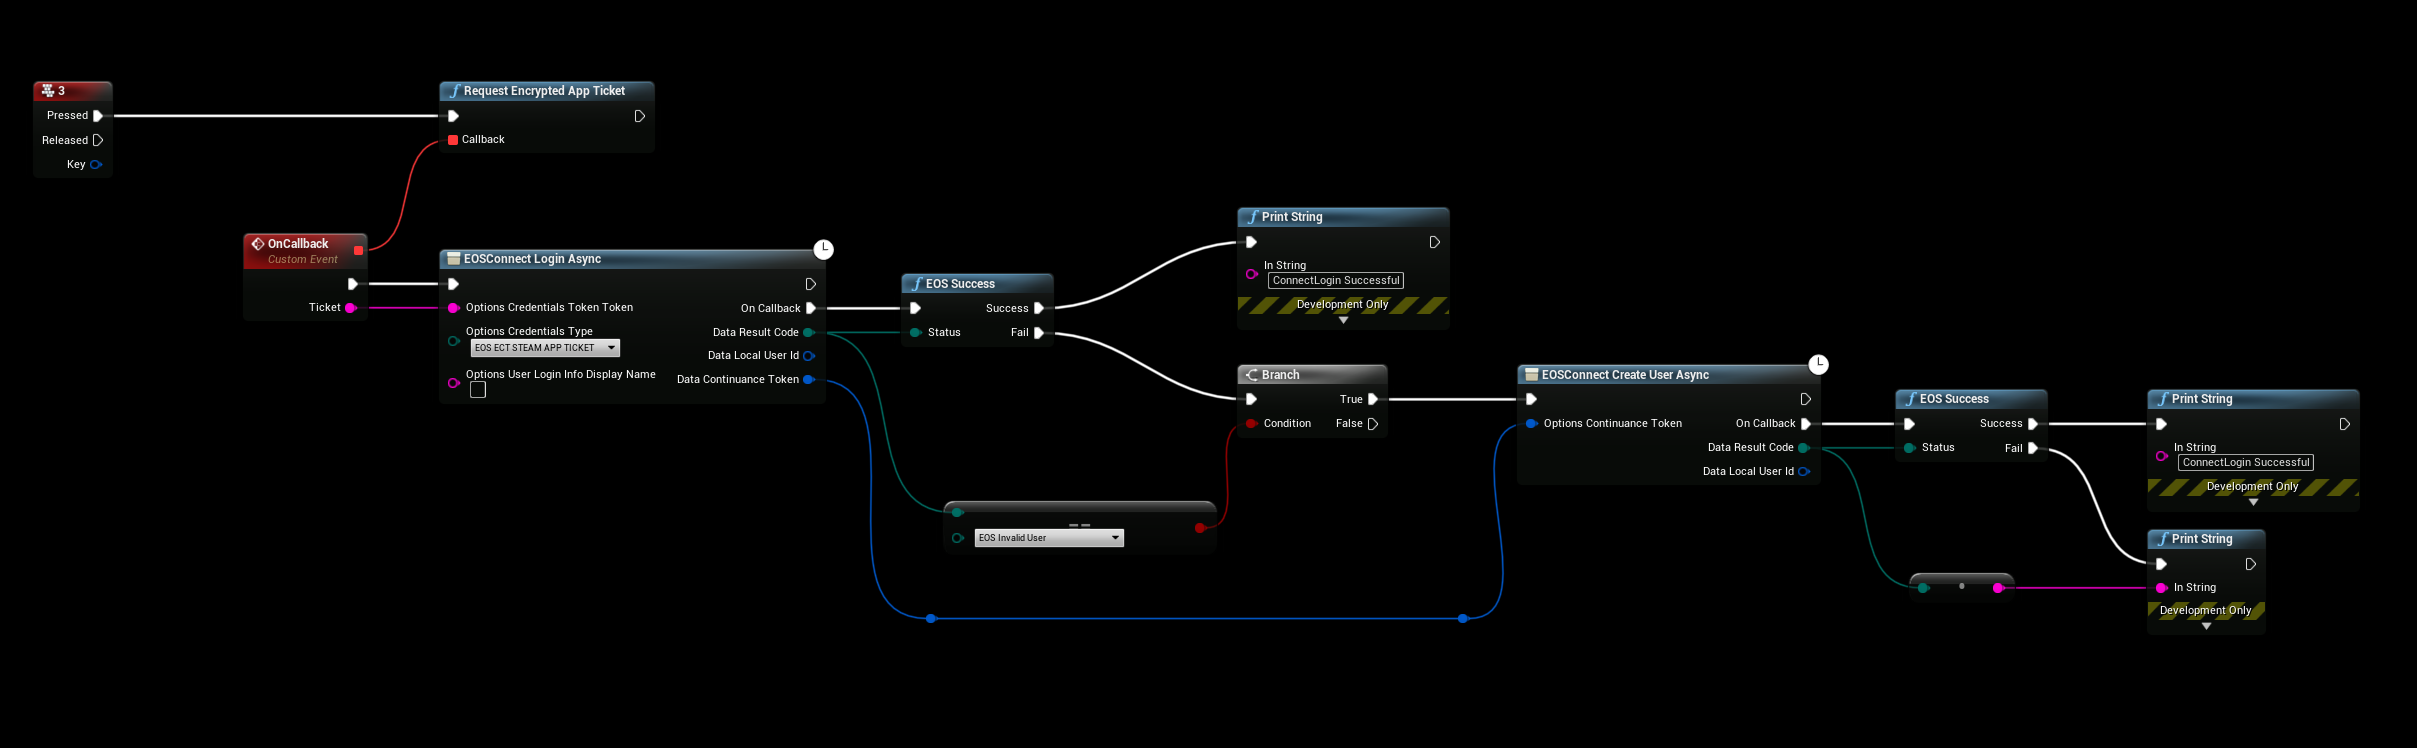 3
Pressed
Released
Key
Request Encrypted App Ticket
Callback
OnCallback
Custom Event
Ticket
EOSConnect Login Async
Options Credentials Token Token
Options Credentials Type
EOS ECT STEAM APP TICKET
Options User Login Info Display Name
On Callback
Data Result Code
Data Local User Id
Data Continuance Token
EOS Success
Status
Success
Fail
Print String
In String
ConnectLogin Successful
Development Only
Branch
Condition
True
False
==
EOS Invalid User
EOSConnect Create User Async
Options Continuance Token
On Callback
Data Result Code
Data Local User Id
EOS Success
Status
Success
Fail
Print String
In String
ConnectLogin Successful
Development Only
Print String
In String
Development Only